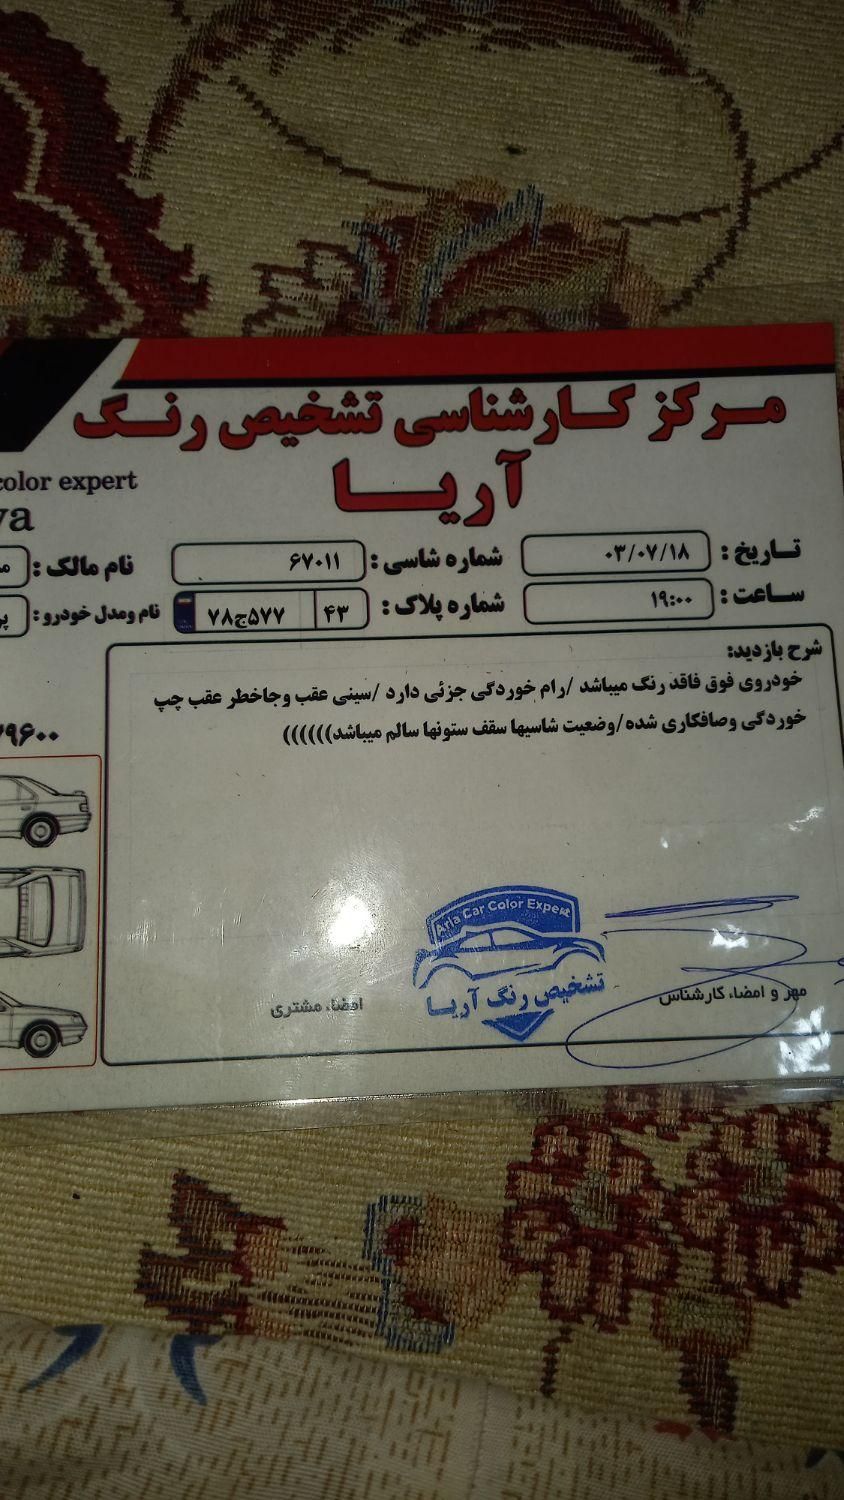 مرکز کارشناسی تشخیص رنگ
آریا
color expert
تاریخ : ۰۳/۰۷/۱۸
شماره شاسی : ۶۷۰۱۱
نام مالک :
ساعت : ۱۹:۰۰
شماره پلاک : ۴۳ ۵۷۷ج۷۸
نام ومدل خودرو :
شرح بازدید:
خودروی فوق فاقد رنگ میباشد /رام خوردگی جزئی دارد /سینی عقب وجاخطر عقب چپ
خوردگی وصافکاری شده/وضعیت شاسیها سقف ستونها سالم میباشد))))))
۷۹۶۰۰
Aria Car Color Expert
تشخیص رنگ آریا
مهر و امضاء کارشناس
امضاء مشتری